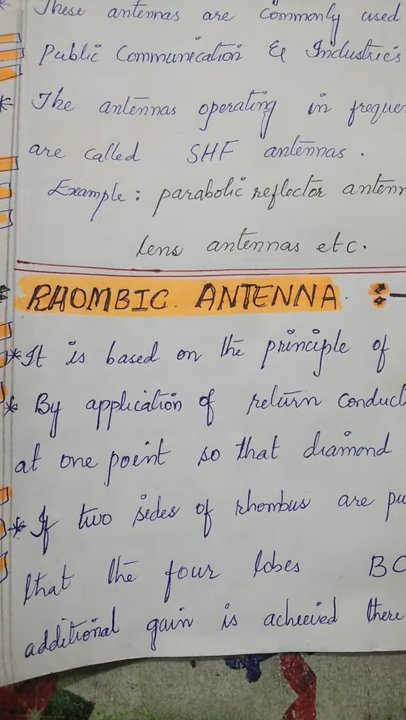 These antennas are commonly used
Public Communication & Industries
* The antennas operating in freque
are called SHF antennas.
Example : parabolic reflector antenn
lens antennas etc.
RHOMBIC ANTENNA :-
* It is based on the principle of
* By application of return conduct
at one point so that diamond
* If two sides of rhombus are pu
that the four lobes BC
additional gain is achieved there